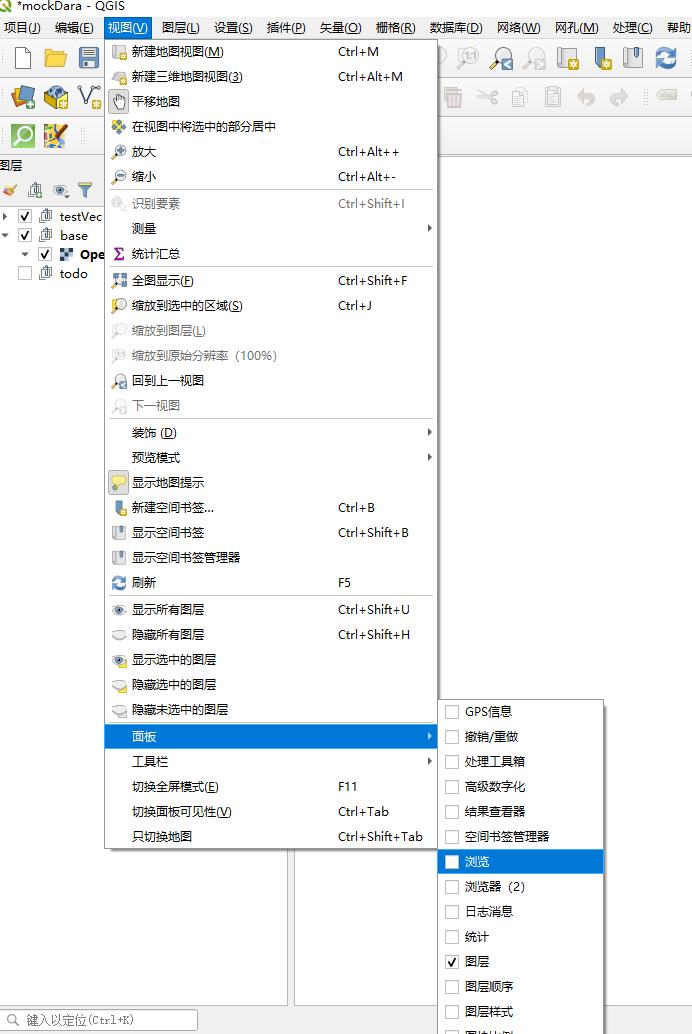 *mockDara - QGIS
项目(J) 编辑(E) 视图(V) 图层(L) 设置(S) 插件(P) 矢量(O) 栅格(R) 数据库(D) 网络(W) 网孔(M) 处理(C) 帮助
图层
testVec
base
Ope
todo
新建地图视图(M) Ctrl+M
新建三维地图视图(3) Ctrl+Alt+M
平移地图
在视图中将选中的部分居中
放大 Ctrl+Alt++
缩小 Ctrl+Alt+-
识别要素 Ctrl+Shift+I
测量
统计汇总
全图显示(F) Ctrl+Shift+F
缩放到选中的区域(S) Ctrl+J
缩放到图层(L)
缩放到原始分辨率（100%）
回到上一视图
下一视图
装饰 (D)
预览模式
显示地图提示
新建空间书签... Ctrl+B
显示空间书签 Ctrl+Shift+B
显示空间书签管理器
刷新 F5
显示所有图层 Ctrl+Shift+U
隐藏所有图层 Ctrl+Shift+H
显示选中的图层
隐藏选中的图层
隐藏未选中的图层
面板
工具栏
切换全屏模式(E) F11
切换面板可见性(V) Ctrl+Tab
只切换地图 Ctrl+Shift+Tab
GPS信息
撤销/重做
处理工具箱
高级数字化
结果查看器
空间书签管理器
浏览
浏览器（2）
日志消息
统计
图层
图层顺序
图层样式
键入以定位(Ctrl+K)